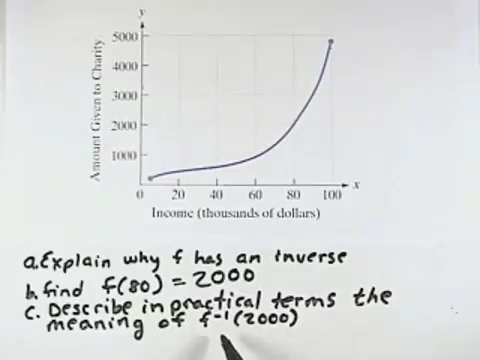 y
5000
4000
3000
2000
1000
Amount Given to Charity
0 20 40 60 80 100 x
Income (thousands of dollars)
a. Explain why f has an inverse
b. find f(80) = 2000
C. Describe in practical terms the
meaning of f⁻¹(2000)